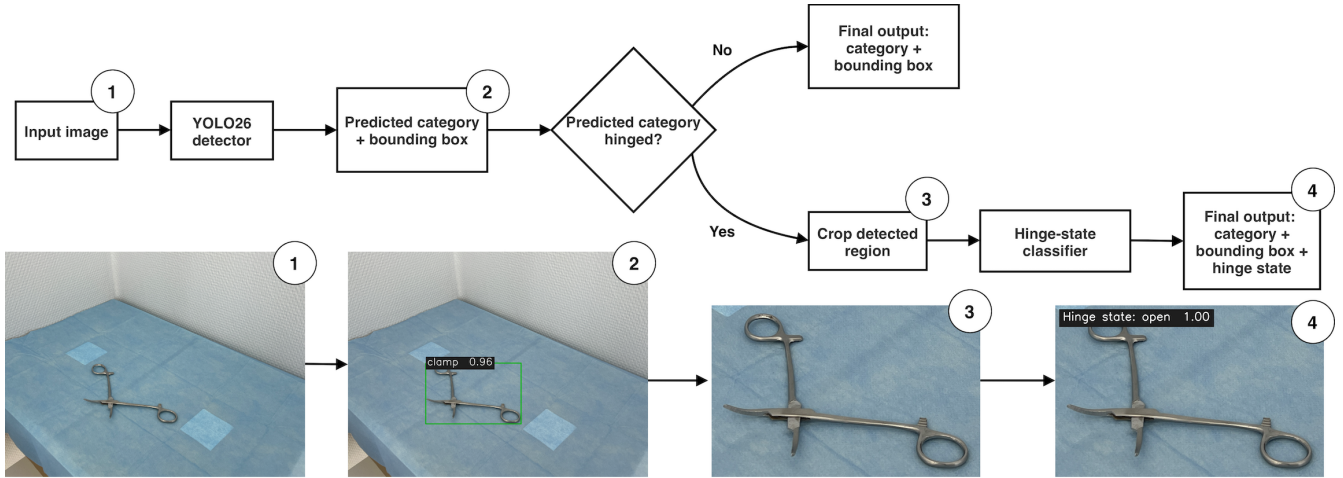 1
Input image
YOLO26
detector
2
Predicted category
+ bounding box
Predicted category
hinged?
No
Final output:
category +
bounding box
Yes
3
Crop detected
region
Hinge-state
classifier
4
Final output:
category +
bounding box +
hinge state
1
2
clamp 0.96
3
Hinge state: open 1.00
4